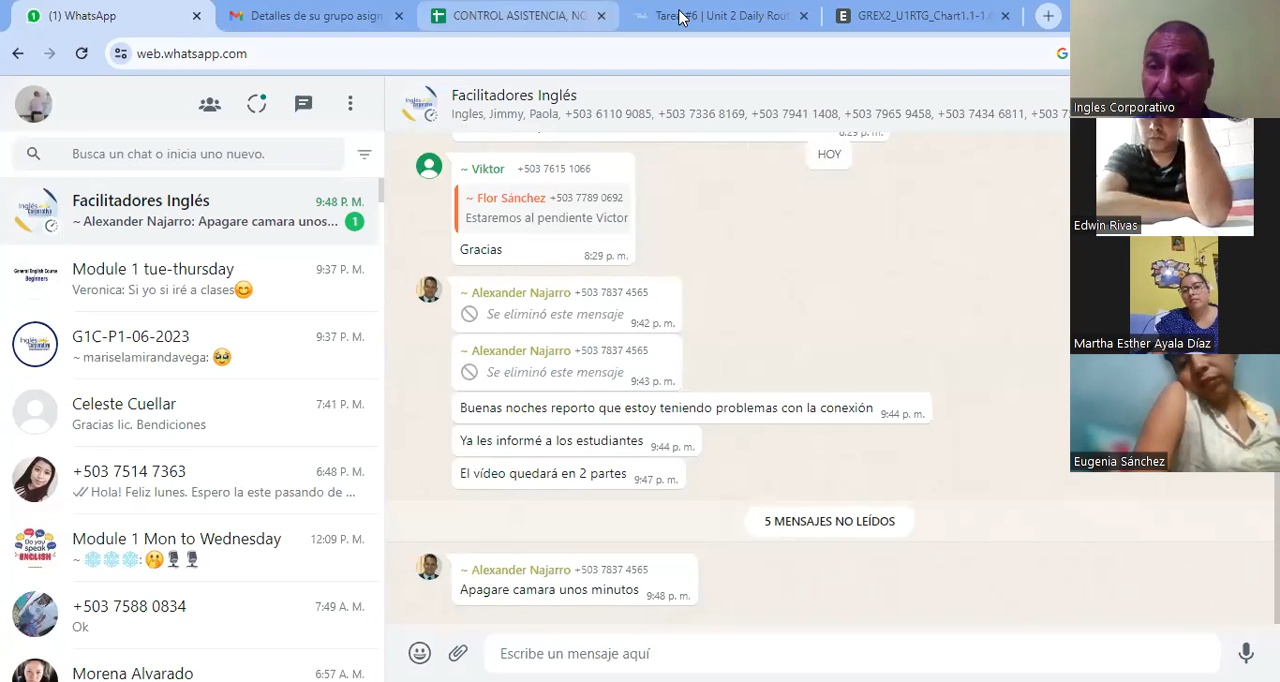 (1) WhatsApp
Detalles de su grupo asign
CONTROL ASISTENCIA, NO
Tarea #6 | Unit 2 Daily Rout
GREX2_U1RTG_Chart1.1-1.
web.whatsapp.com
Busca un chat o inicia uno nuevo.
Facilitadores Inglés
9:48 P. M.
~ Alexander Najarro: Apagare camara unos...
1
Module 1 tue-thursday
9:37 P. M.
Veronica: Si yo si iré a clases😊
G1C-P1-06-2023
9:37 P. M.
~ mariselamirandavega: 🥹
Celeste Cuellar
7:41 P. M.
Gracias lic. Bendiciones
+503 7514 7363
6:48 P. M.
Hola! Feliz lunes. Espero la este pasando de ...
Module 1 Mon to Wednesday
12:09 P. M.
+503 7588 0834
7:49 A. M.
Ok
Morena Alvarado
6:57 A. M.
Facilitadores Inglés
Ingles, Jimmy, Paola, +503 6110 9085, +503 7336 8169, +503 7941 1408, +503 7965 9458, +503 7434 6811, +503 7
8:29 p. m.
HOY
~ Viktor +503 7615 1066
Flor Sánchez +503 7789 0692
Estaremos al pendiente Victor
Gracias
8:29 p. m.
~ Alexander Najarro +503 7837 4565
Se eliminó este mensaje
9:42 p. m.
~ Alexander Najarro +503 7837 4565
Se eliminó este mensaje
9:43 p. m.
Buenas noches reporto que estoy teniendo problemas con la conexión
9:44 p. m.
Ya les informé a los estudiantes
9:44 p. m.
deo quedará en 2 partes
9:47 p. m.
5 MENSAJES NO LEÍDOS
~ Alexander Najarro +503 7837 4565
Apagare camara unos minutos
9:48 p. m.
Escribe un mensaje aquí
Ingles Corporativo
Edwin Rivas
Martha Esther Ayala Díaz
Eugenia Sánchez